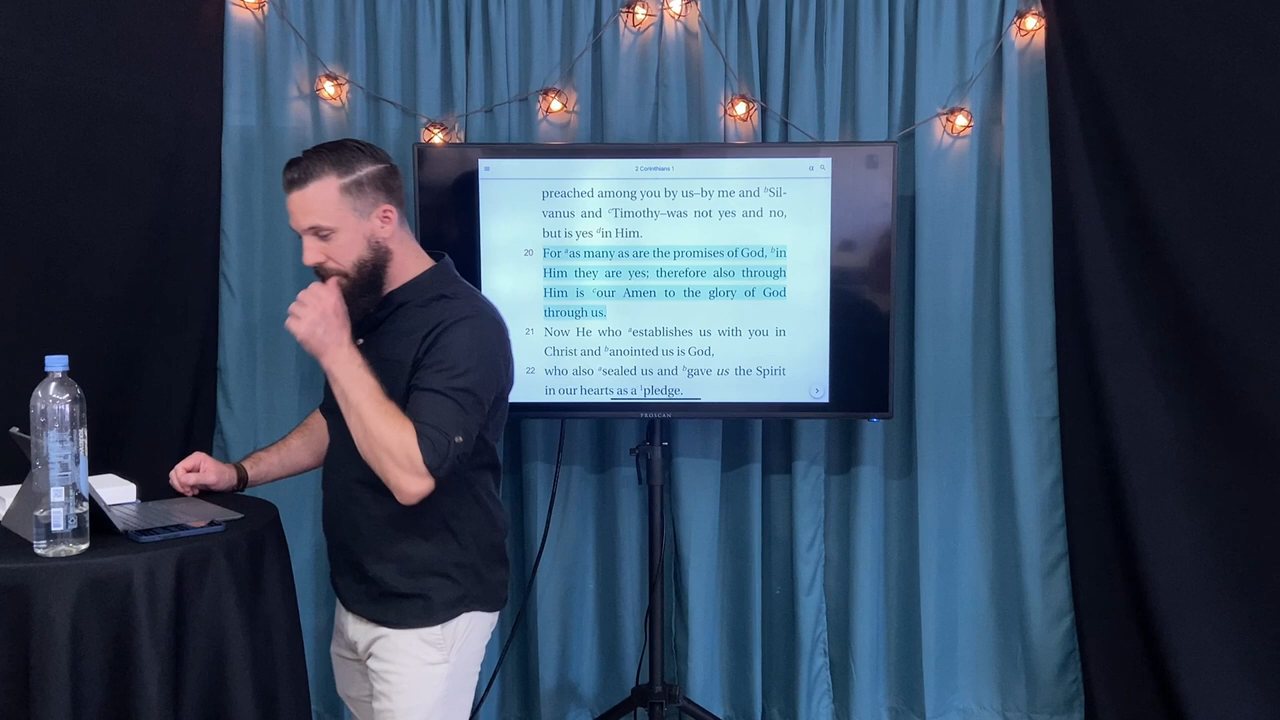 2 Corinthians 1
preached among you by us–by me and bSil-
vanus and cTimothy–was not yes and no,
but is yes din Him.
20 For aas many as are the promises of God, bin
Him they are yes; therefore also through
Him is cour Amen to the glory of God
through us.
21 Now He who aestablishes us with you in
Christ and banointed us is God,
22 who also asealed us and bgave us the Spirit
in our hearts as a 1pledge.
PROSCAN